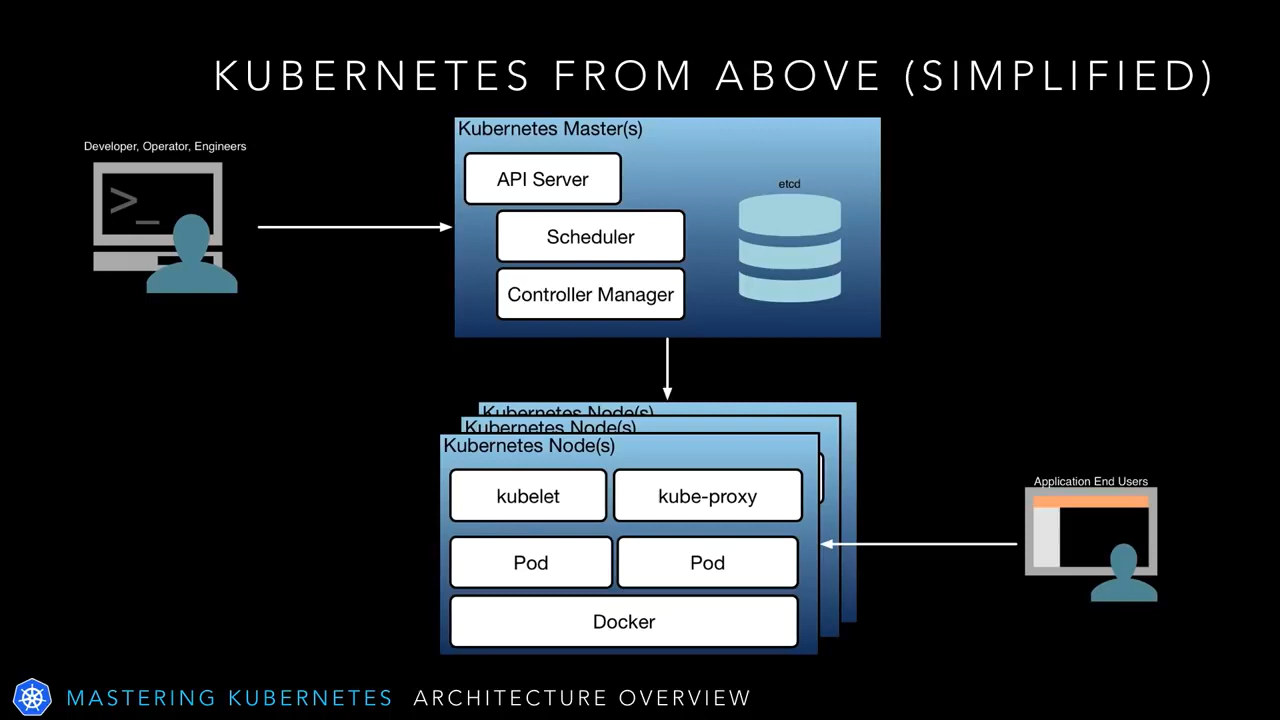 KUBERNETES FROM ABOVE (SIMPLIFIED)
Developer, Operator, Engineers
>_
Kubernetes Master(s)
API Server
Scheduler
Controller Manager
etcd
Kubernetes Node(s)
Kubernetes Node(s)
Kubernetes Node(s)
kubelet
kube-proxy
Pod
Pod
Docker
Application End Users
MASTERING KUBERNETES ARCHITECTURE OVERVIEW